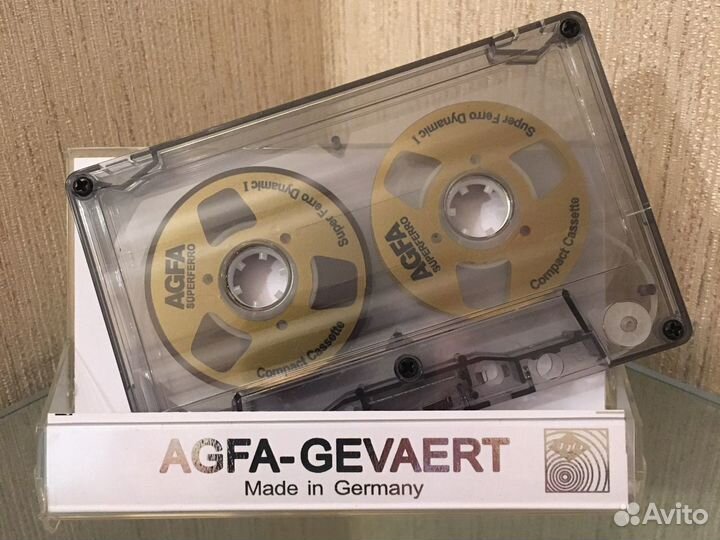 AGFA
SUPERFERRO
Super Ferro Dynamic I
Compact Cassette
AGFA
SUPERFERRO
Super Ferro Dynamic I
Compact Cassette
AGFA-GEVAERT
Made in Germany
Avito